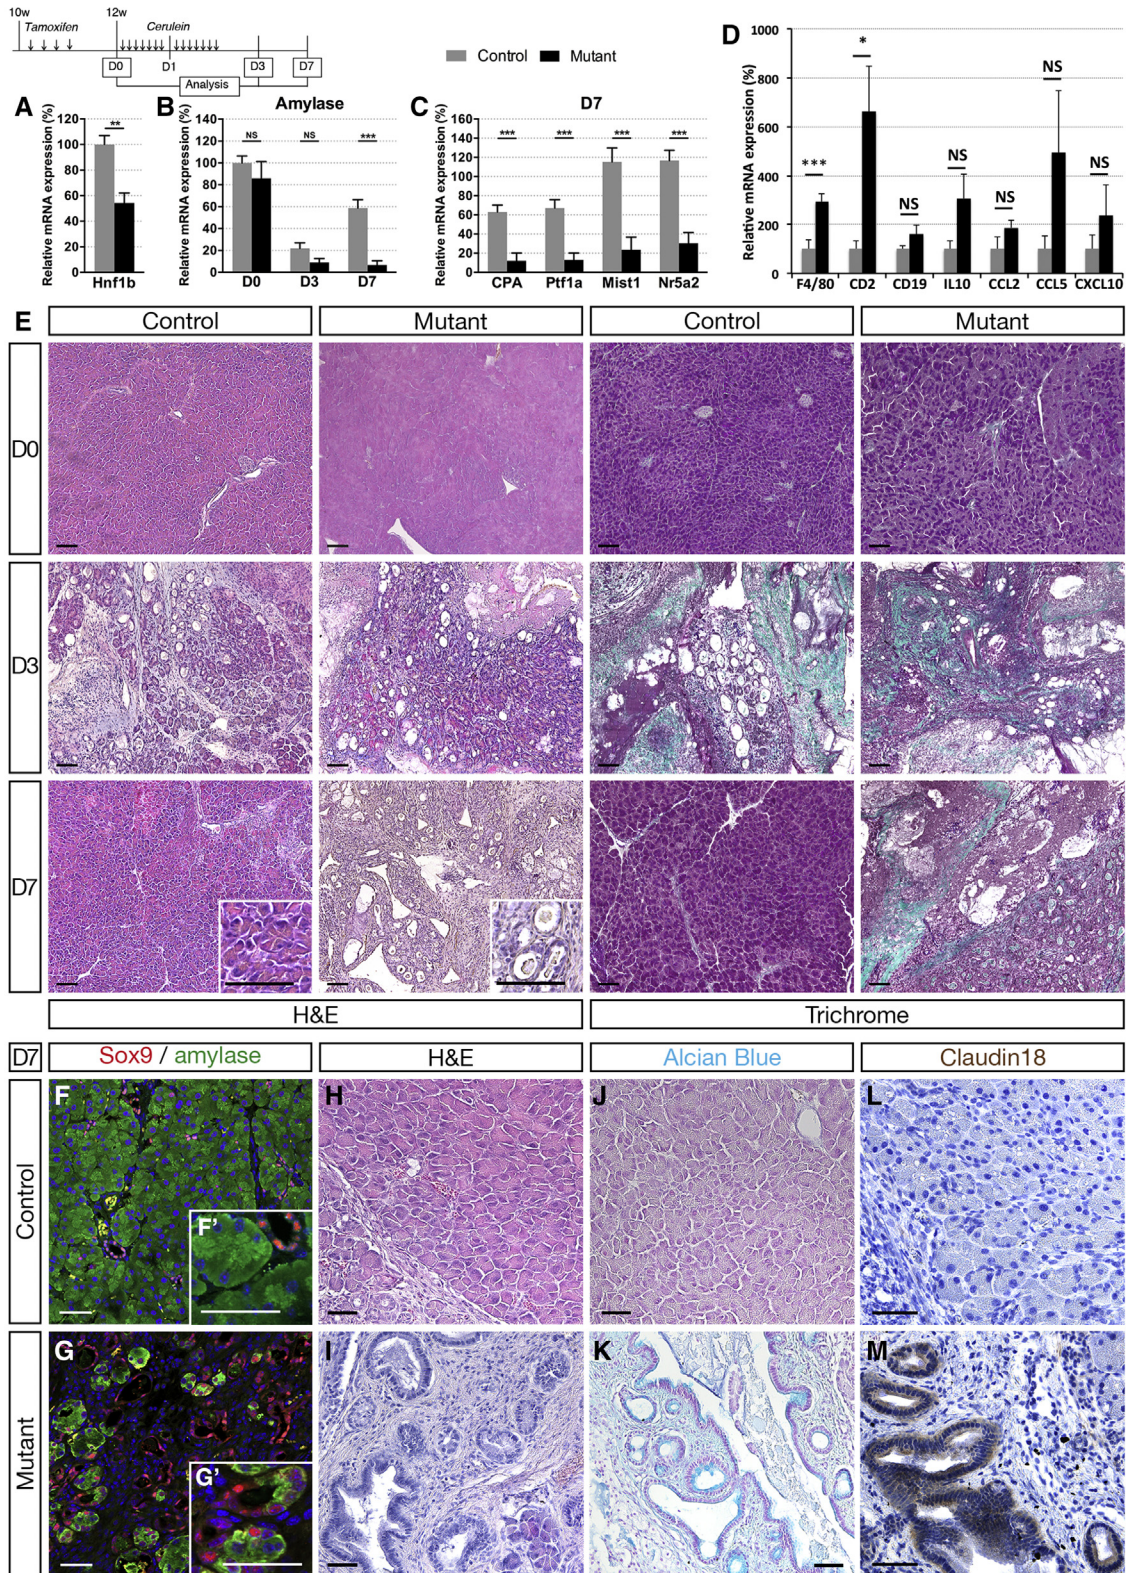 10w 12w
Tamoxifen Cerulein
D0 D1 D3 D7
Analysis
Control Mutant
A
Relative mRNA expression (%)
120
100
80
60
40
20
0
**
Hnf1b
B
Amylase
Relative mRNA expression (%)
140
120
100
80
60
40
20
0
NS NS ***
D0 D3 D7
C
D7
Relative mRNA expression (%)
160
140
120
100
80
60
40
20
0
*** *** *** ***
CPA Ptf1a Mist1 Nr5a2
D
Relative mRNA expression (%)
1000
800
600
400
200
0
*** * NS NS NS NS NS
F4/80 CD2 CD19 IL10 CCL2 CCL5 CXCL10
E
Control Mutant Control Mutant
D0
D3
D7
H&E Trichrome
D7 Sox9 / amylase H&E Alcian Blue Claudin18
Control
F F' H J L
Mutant
G G' I K M